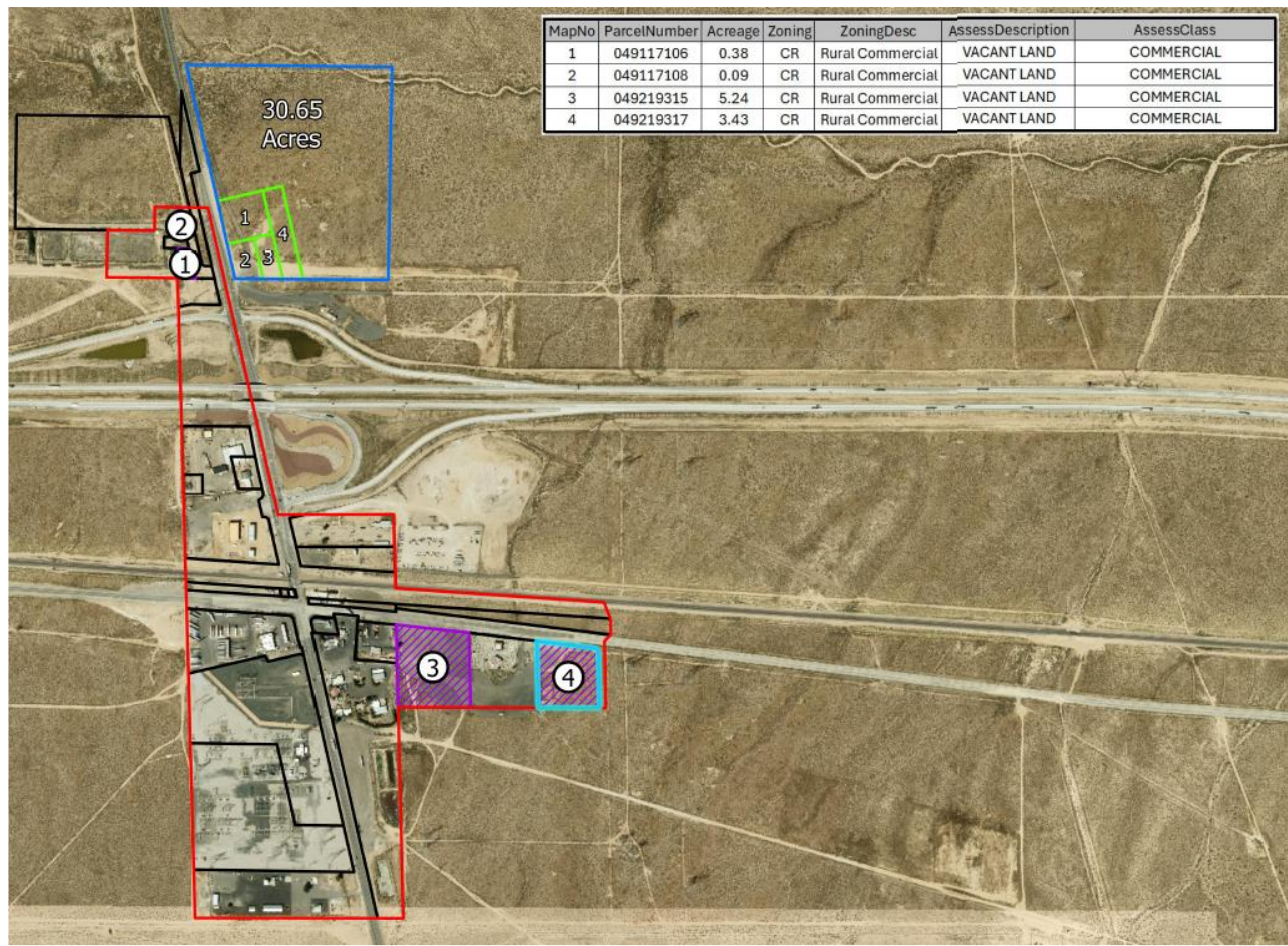 MapNo ParcelNumber Acreage Zoning ZoningDesc AssessDescription AssessClass
1 049117106 0.38 CR Rural Commercial VACANT LAND COMMERCIAL
2 049117108 0.09 CR Rural Commercial VACANT LAND COMMERCIAL
3 049219315 5.24 CR Rural Commercial VACANT LAND COMMERCIAL
4 049219317 3.43 CR Rural Commercial VACANT LAND COMMERCIAL
30.65
Acres
1
4
2
3
2
1
3
4